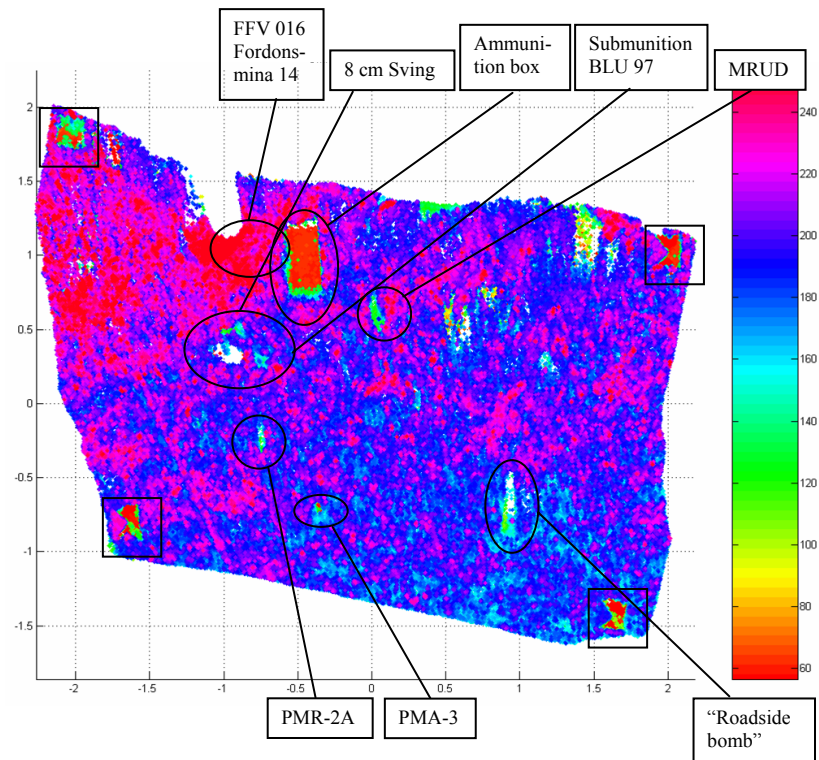 FFV 016
Fordons-
mina 14
8 cm Sving
Ammuni-
tion box
Submunition
BLU 97
MRUD
2
1.5
1
0.5
0
-0.5
-1
-1.5
-2
-1.5
-1
-0.5
0
0.5
1
1.5
2
240
220
200
180
160
140
120
100
80
60
PMR-2A
PMA-3
“Roadside
bomb”